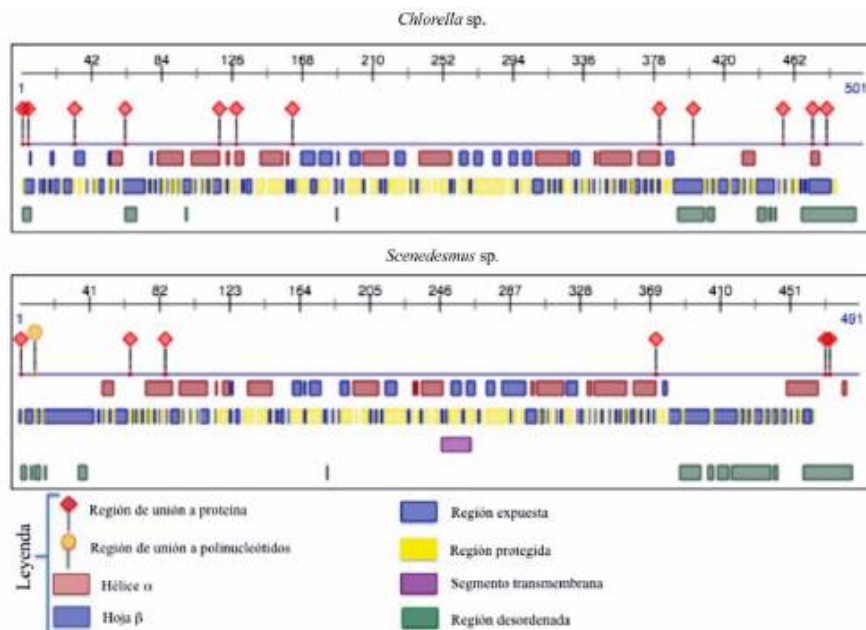 Chlorella sp.
42 84 126 168 210 252 294 336 378 420 462
1 501
Scenedesmus sp.
41 82 123 164 205 246 287 328 369 410 451
1 491
Leyenda
Región de unión a proteína
Región de unión a polinucleótidos
Hélice α
Hoja β
Región expuesta
Región protegida
Segmento transmembrana
Región desordenada